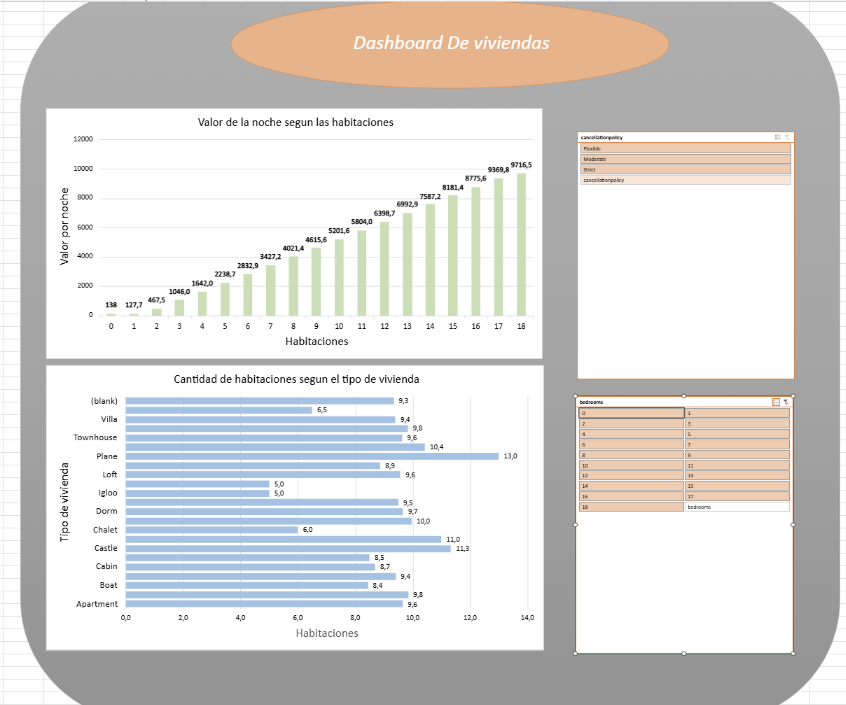 Dashboard De viviendas
Valor de la noche segun las habitaciones
12000
10000
8000
6000
4000
2000
0
Valor por noche
138 127,7 467,5 1046,0 1642,0 2238,7 2832,9 3427,2 4021,4 4615,6 5201,6 5804,0 6398,7 6992,9 7587,2 8181,4 8775,6 9369,8 9716,5
0 1 2 3 4 5 6 7 8 9 10 11 12 13 14 15 16 17 18
Habitaciones
cancellationpolicy
Flexible
Moderate
Strict
cancellationpolicy
Cantidad de habitaciones segun el tipo de vivienda
Tipo de vivienda
(blank) 9,3
6,5
Villa 9,4
9,8
Townhouse 9,6
10,4
Plane 13,0
8,9
Loft 9,6
5,0
Igloo 5,0
9,5
Dorm 9,7
10,0
Chalet 6,0
11,0
Castle 11,3
8,5
Cabin 8,7
9,4
Boat 8,4
9,8
Apartment 9,6
0,0 2,0 4,0 6,0 8,0 10,0 12,0 14,0
Habitaciones
bedrooms
0 1
2 3
4 5
6 7
8 9
10 11
12 13
14 15
16 17
18 bedrooms